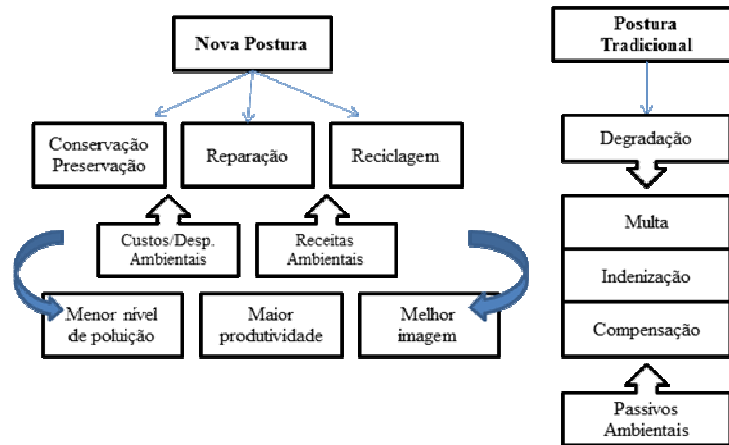 Nova Postura
Conservação
Preservação
Reparação
Reciclagem
Custos/Desp.
Ambientais
Receitas
Ambientais
Menor nível
de poluição
Maior
produtividade
Melhor
imagem
Postura
Tradicional
Degradação
Multa
Indenização
Compensação
Passivos
Ambientais